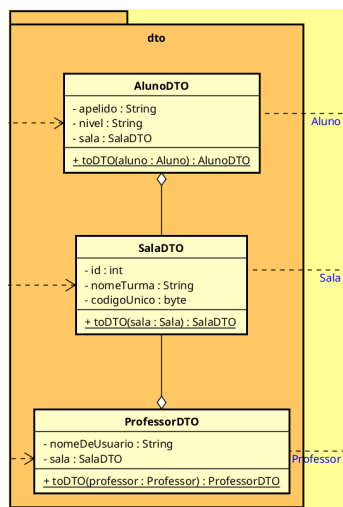 dto
AlunoDTO
- apelido : String
- nivel : String
- sala : SalaDTO
+ toDTO(aluno : Aluno) : AlunoDTO
Aluno
SalaDTO
- id : int
- nomeTurma : String
- codigoUnico : byte
+ toDTO(sala : Sala) : SalaDTO
Sala
ProfessorDTO
- nomeDeUsuario : String
- sala : SalaDTO
+ toDTO(professor : Professor) : ProfessorDTO
Professor